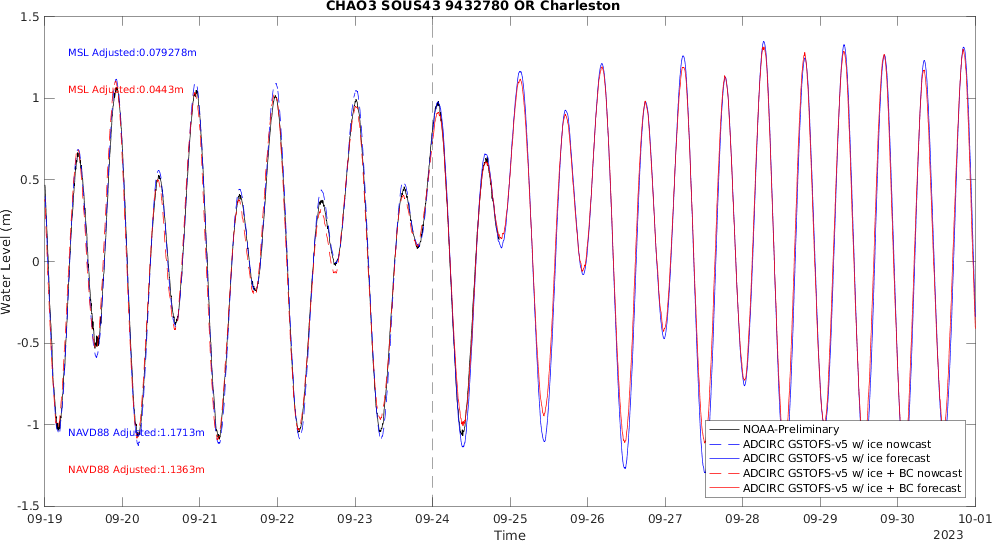 CHAO3 SOUS43 9432780 OR Charleston
1.5
1
0.5
0
-0.5
-1
-1.5
Water Level (m)
MSL Adjusted:0.079278m
MSL Adjusted:0.0443m
NAVD88 Adjusted:1.1713m
NAVD88 Adjusted:1.1363m
NOAA-Preliminary
ADCIRC GSTOFS-v5 w/ ice nowcast
ADCIRC GSTOFS-v5 w/ ice forecast
ADCIRC GSTOFS-v5 w/ ice + BC nowcast
ADCIRC GSTOFS-v5 w/ ice + BC forecast
09-19 09-20 09-21 09-22 09-23 09-24 09-25 09-26 09-27 09-28 09-29 09-30 10-01
Time
2023